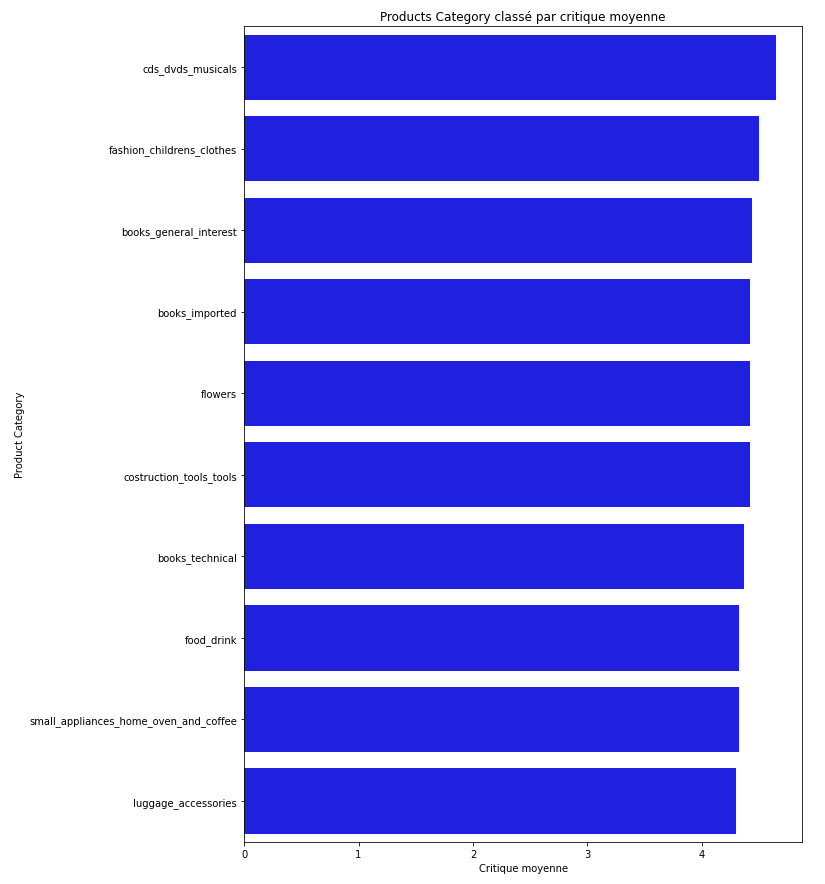 Products Category classé par critique moyenne
cds_dvds_musicals
fashion_childrens_clothes
books_general_interest
books_imported
flowers
costruction_tools_tools
books_technical
food_drink
small_appliances_home_oven_and_coffee
luggage_accessories
Product Category
0 1 2 3 4
Critique moyenne